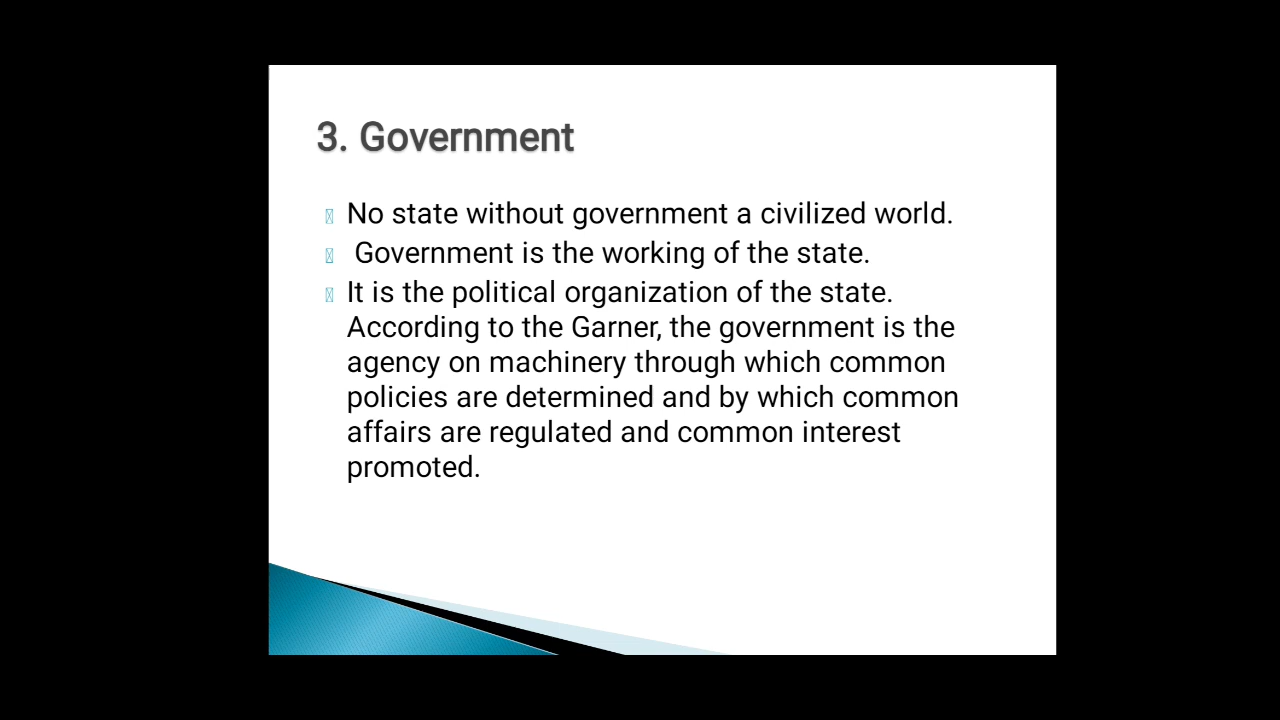 3. Government
No state without government a civilized world.
Government is the working of the state.
It is the political organization of the state.
According to the Garner, the government is the
agency on machinery through which common
policies are determined and by which common
affairs are regulated and common interest
promoted.